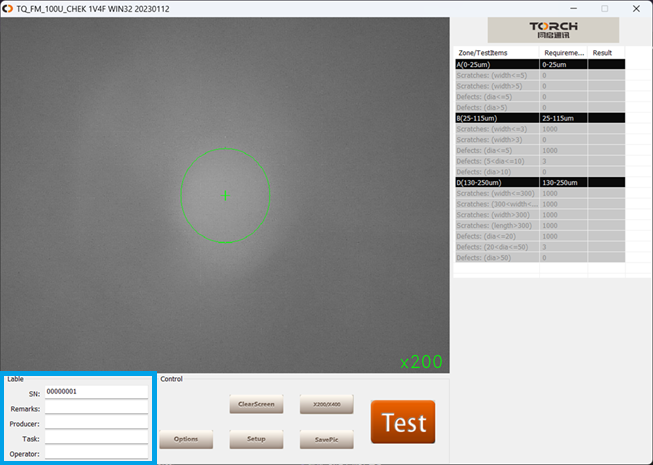 TQ_FM_100U_CHEK 1V4F WIN32 20230112
TORCH
网启通讯
Zone/TestItems Requireme... Result
A(0-25um) 0-25um
Scratches: (width<=5) 0
Scratches: (width>5) 0
Defects: (dia<=5) 0
Defects: (dia>5) 0
B(25-115um) 25-115um
Scratches: (width<=3) 1000
Scratches: (width>3) 0
Defects: (dia<=5) 1000
Defects: (5<dia<=10) 3
Defects: (dia>10) 0
D(130-250um) 130-250um
Scratches: (width<=300) 1000
Scratches: (300<width<... 1000
Scratches: (width>300) 1000
Scratches: (length>300) 1000
Defects: (dia<=20) 1000
Defects: (20<dia<=50) 3
Defects: (dia>50) 0
x200
Lable
SN: 00000001
Remarks:
Producer:
Task:
Operator:
Control
ClearScreen X200/X400
Options Setup SavePic
Test